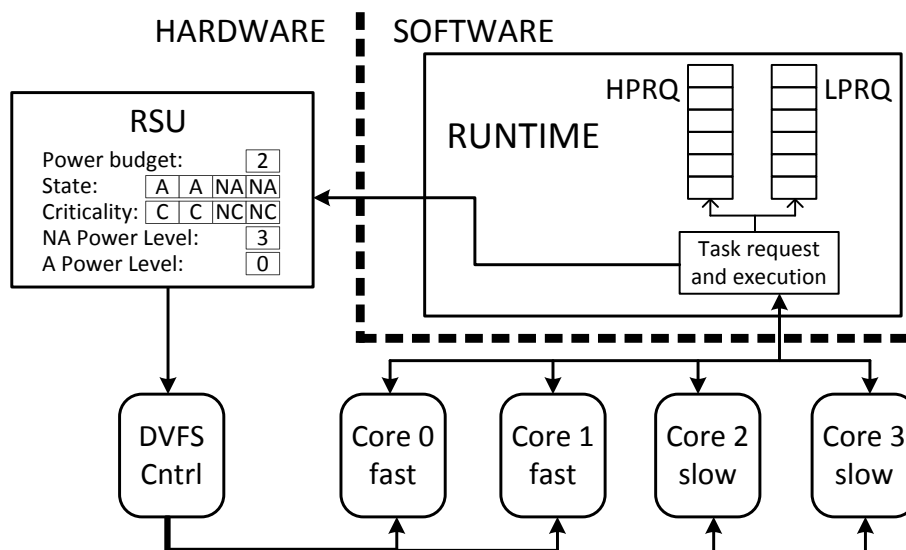 HARDWARE
SOFTWARE
RSU
Power budget: 2
State: A A NA NA
Criticality: C C NC NC
NA Power Level: 3
A Power Level: 0
HPRQ
LPRQ
RUNTIME
Task request
and execution
DVFS
Cntrl
Core 0
fast
Core 1
fast
Core 2
slow
Core 3
slow